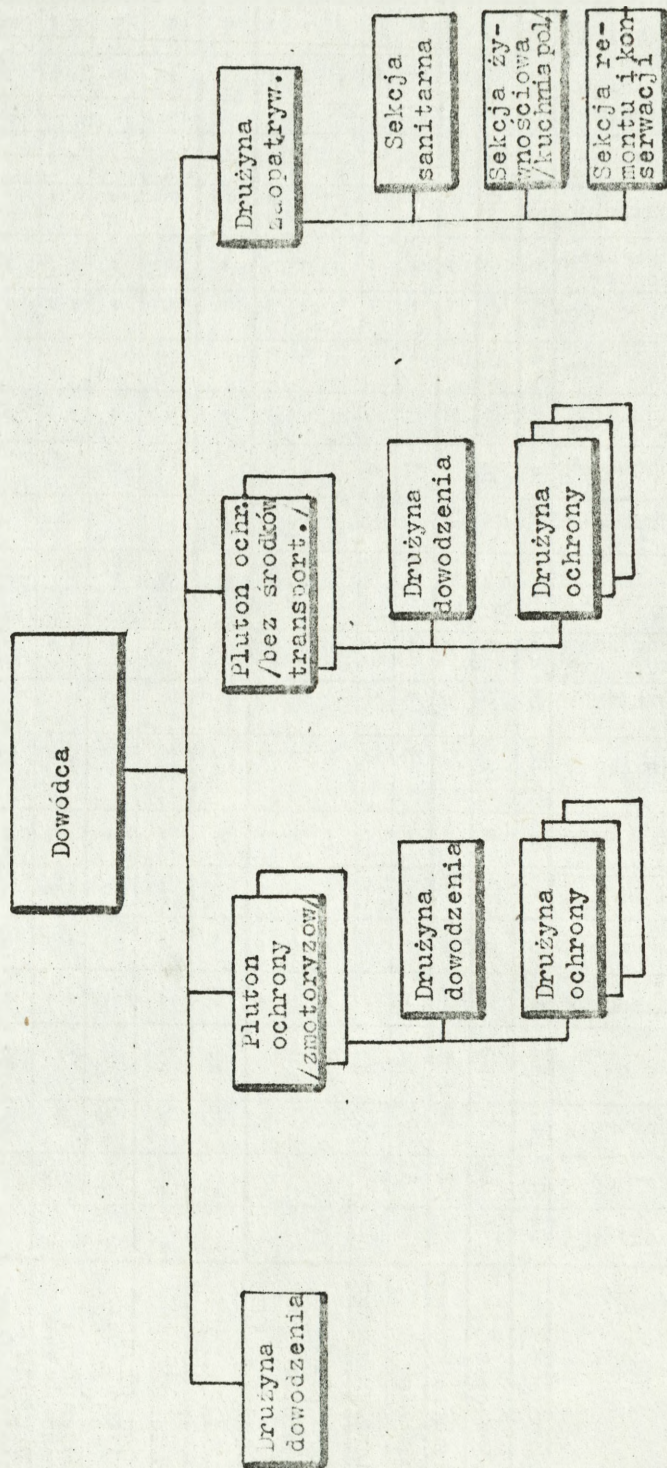 Dowódca
Drużyna
dowodzenia
Pluton
ochrony
/zmotoryzow/
Drużyna
dowodzenia
Drużyna
ochrony
Pluton ochr.
/bez środków
transport./
Drużyna
dowodzenia
Drużyna
ochrony
Drużyna
zaopatryw.
Sekcja
sanitarna
Sekcja ży-
wnościowa
/kuchnia pol/
Sekcja re-
montu i kon-
serwacji